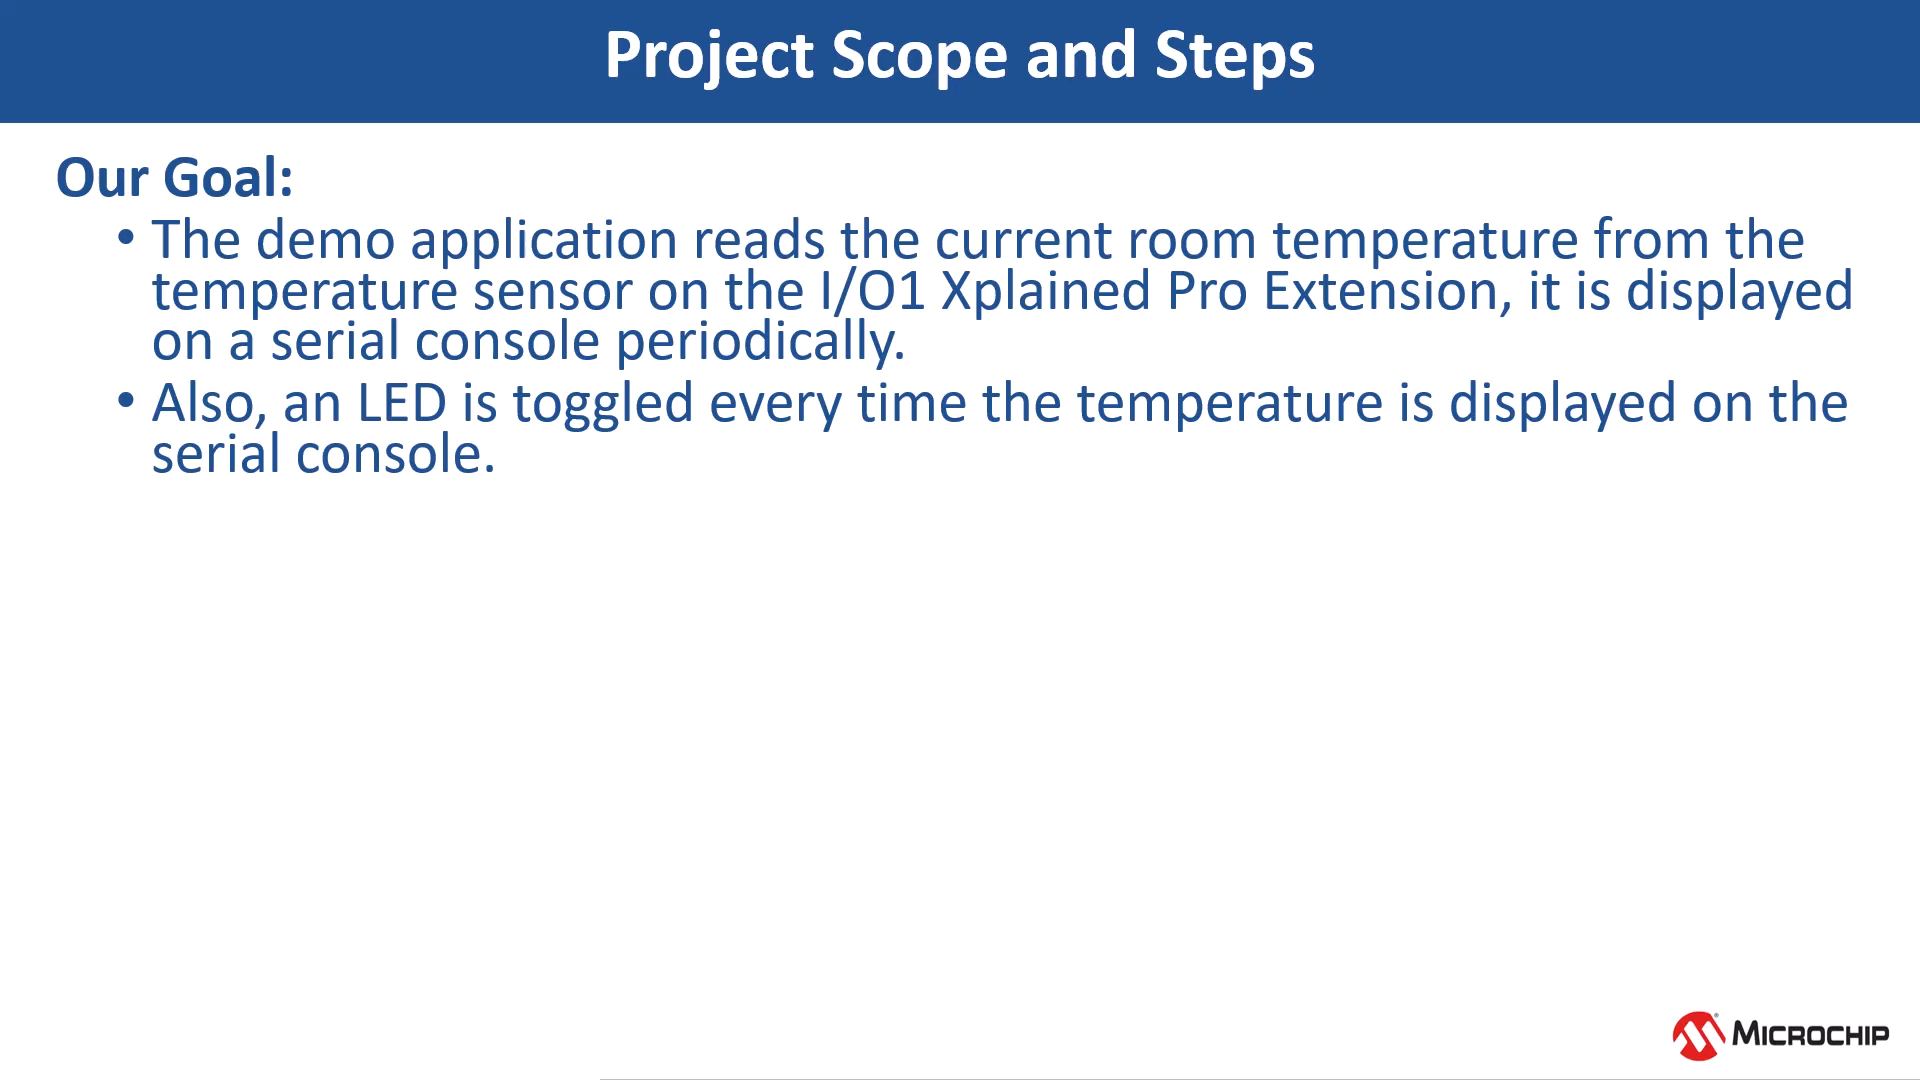 Project Scope and Steps
Our Goal:
• The demo application reads the current room temperature from the
temperature sensor on the I/O1 Xplained Pro Extension, it is displayed
on a serial console periodically.
• Also, an LED is toggled every time the temperature is displayed on the
serial console.
MICROCHIP